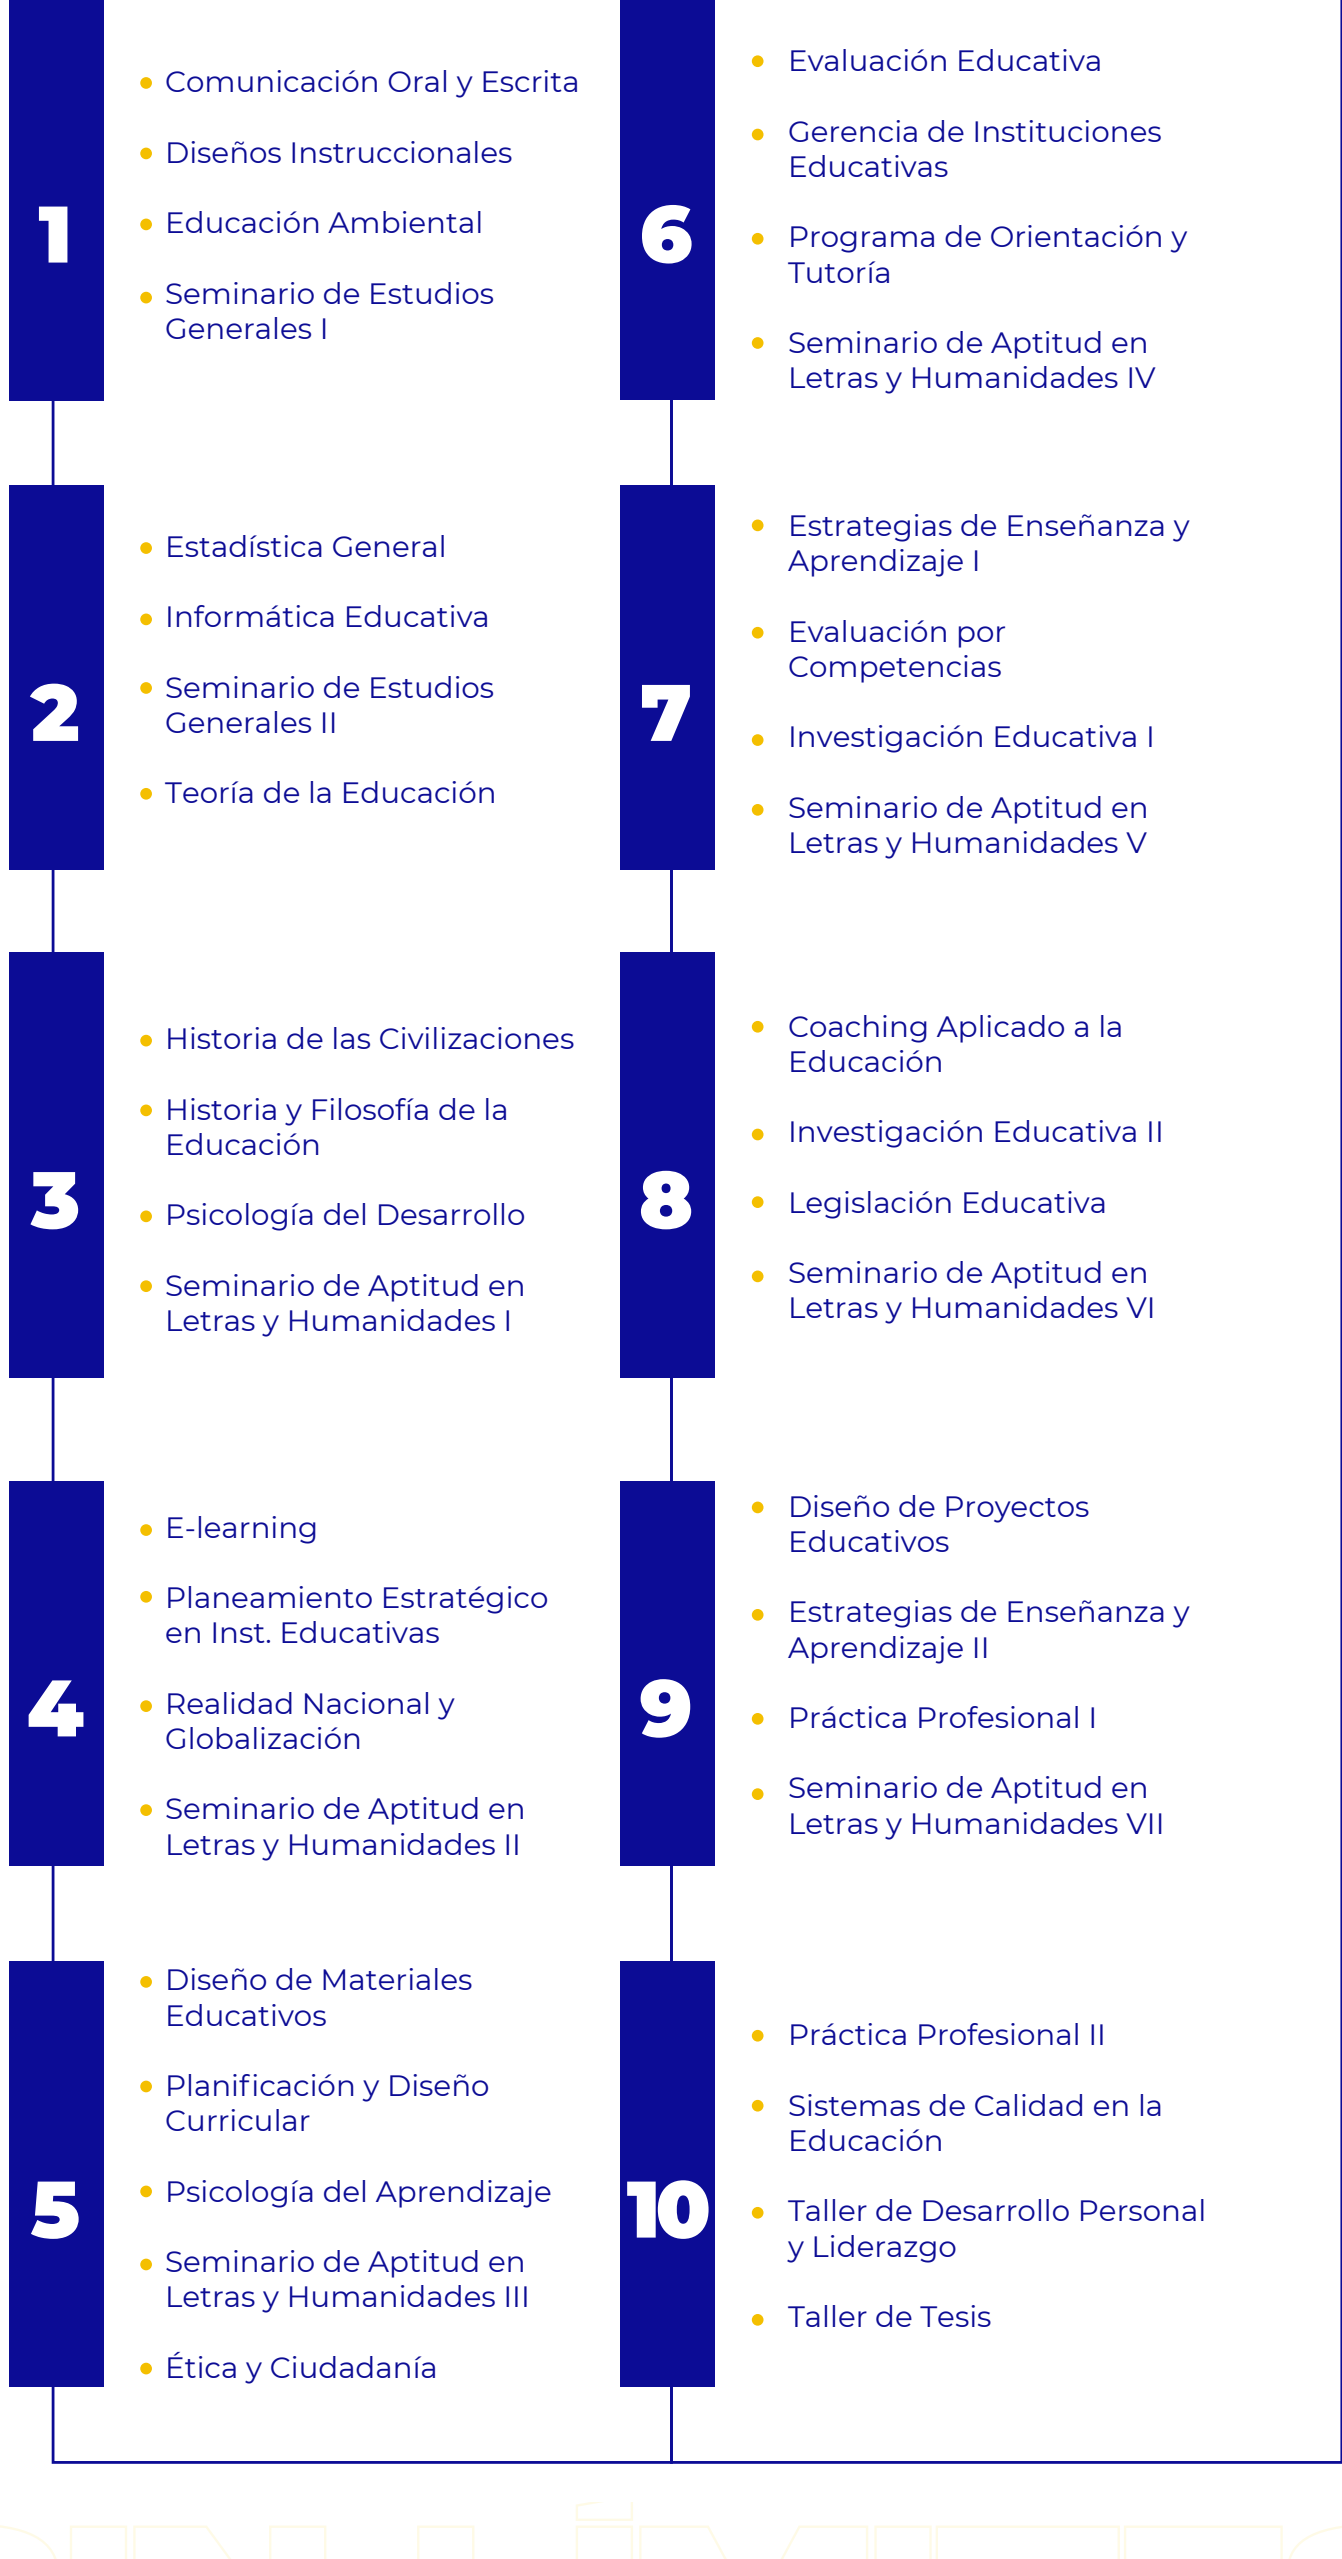 1
Comunicación Oral y Escrita
Diseños Instruccionales
Educación Ambiental
Seminario de Estudios
Generales I
2
Estadística General
Informática Educativa
Seminario de Estudios
Generales II
Teoría de la Educación
3
Historia de las Civilizaciones
Historia y Filosofía de la
Educación
Psicología del Desarrollo
Seminario de Aptitud en
Letras y Humanidades I
4
E-learning
Planeamiento Estratégico
en Inst. Educativas
Realidad Nacional y
Globalización
Seminario de Aptitud en
Letras y Humanidades II
5
Diseño de Materiales
Educativos
Planificación y Diseño
Curricular
Psicología del Aprendizaje
Seminario de Aptitud en
Letras y Humanidades III
Ética y Ciudadanía
6
Evaluación Educativa
Gerencia de Instituciones
Educativas
Programa de Orientación y
Tutoría
Seminario de Aptitud en
Letras y Humanidades IV
7
Estrategias de Enseñanza y
Aprendizaje I
Evaluación por
Competencias
Investigación Educativa I
Seminario de Aptitud en
Letras y Humanidades V
8
Coaching Aplicado a la
Educación
Investigación Educativa II
Legislación Educativa
Seminario de Aptitud en
Letras y Humanidades VI
9
Diseño de Proyectos
Educativos
Estrategias de Enseñanza y
Aprendizaje II
Práctica Profesional I
Seminario de Aptitud en
Letras y Humanidades VII
10
Práctica Profesional II
Sistemas de Calidad en la
Educación
Taller de Desarrollo Personal
y Liderazgo
Taller de Tesis